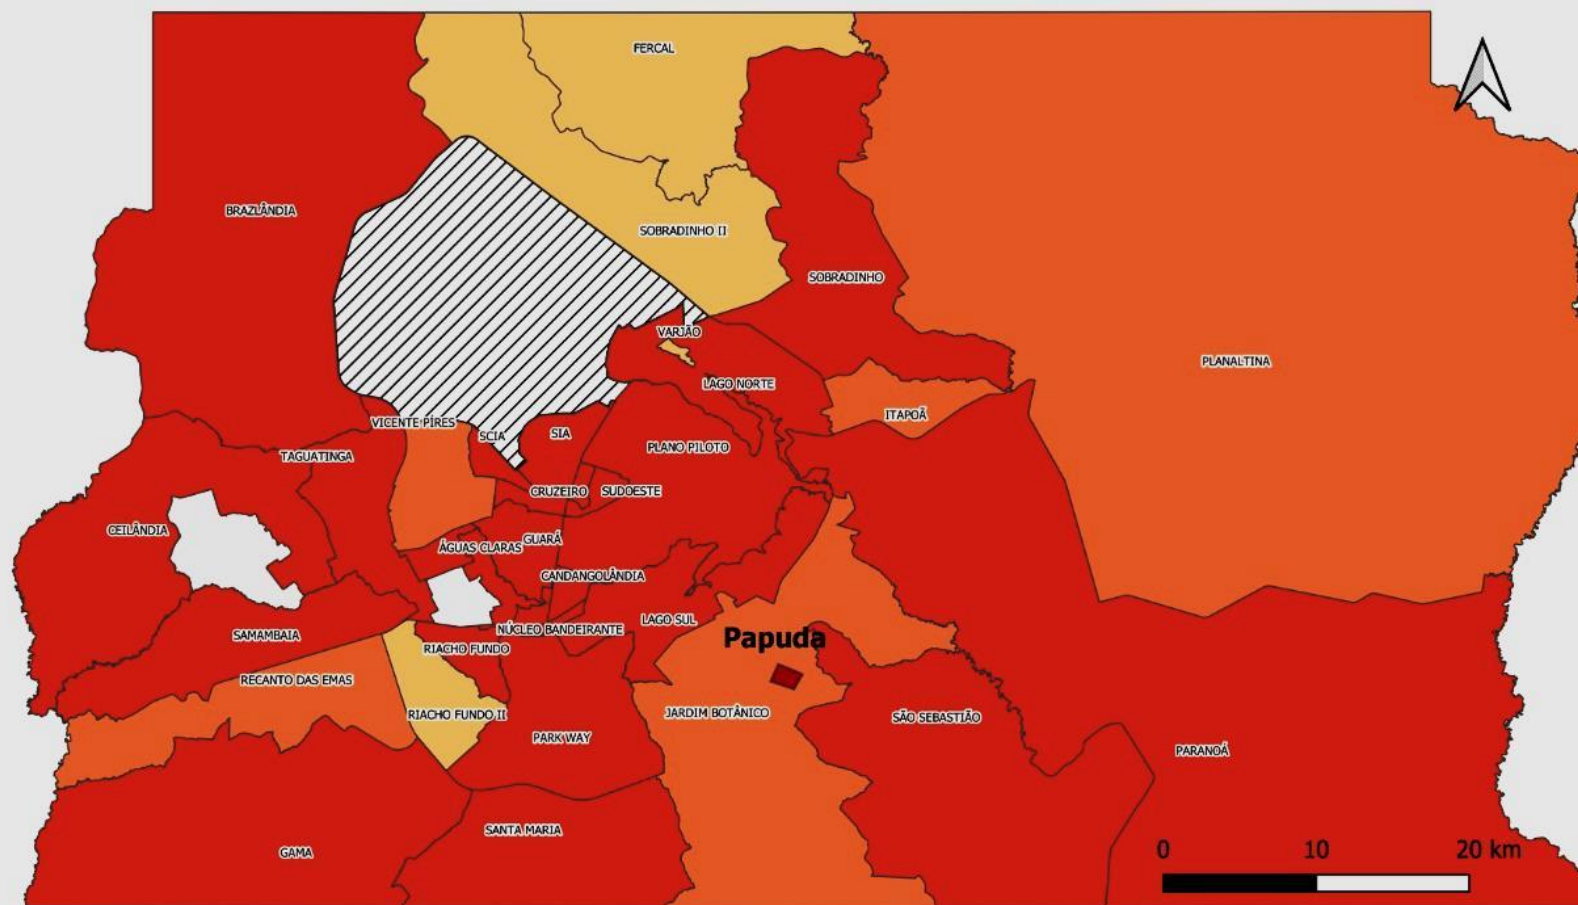 FERCAL
BRAZLÂNDIA
SOBRADINHO II
SOBRADINHO
VARJÃO
PLANALTINA
LAGO NORTE
ITAPOÃ
VICENTE PÍRES
SCIA
SIA
PLANO PILOTO
TAGUATINGA
CRUZEIRO
SUDOESTE
CEILÂNDIA
ÁGUAS CLARAS
GUARÁ
CANDANGOLÂNDIA
LAGO SUL
NÚCLEO BANDEIRANTE
SAMAMBAIA
Papuda
RIACHO FUNDO
RECANTO DAS EMAS
RIACHO FUNDO II
JARDIM BOTÂNICO
SÃO SEBASTIÃO
PARK WAY
PARANOÁ
SANTA MARIA
GAMA
0 10 20 km